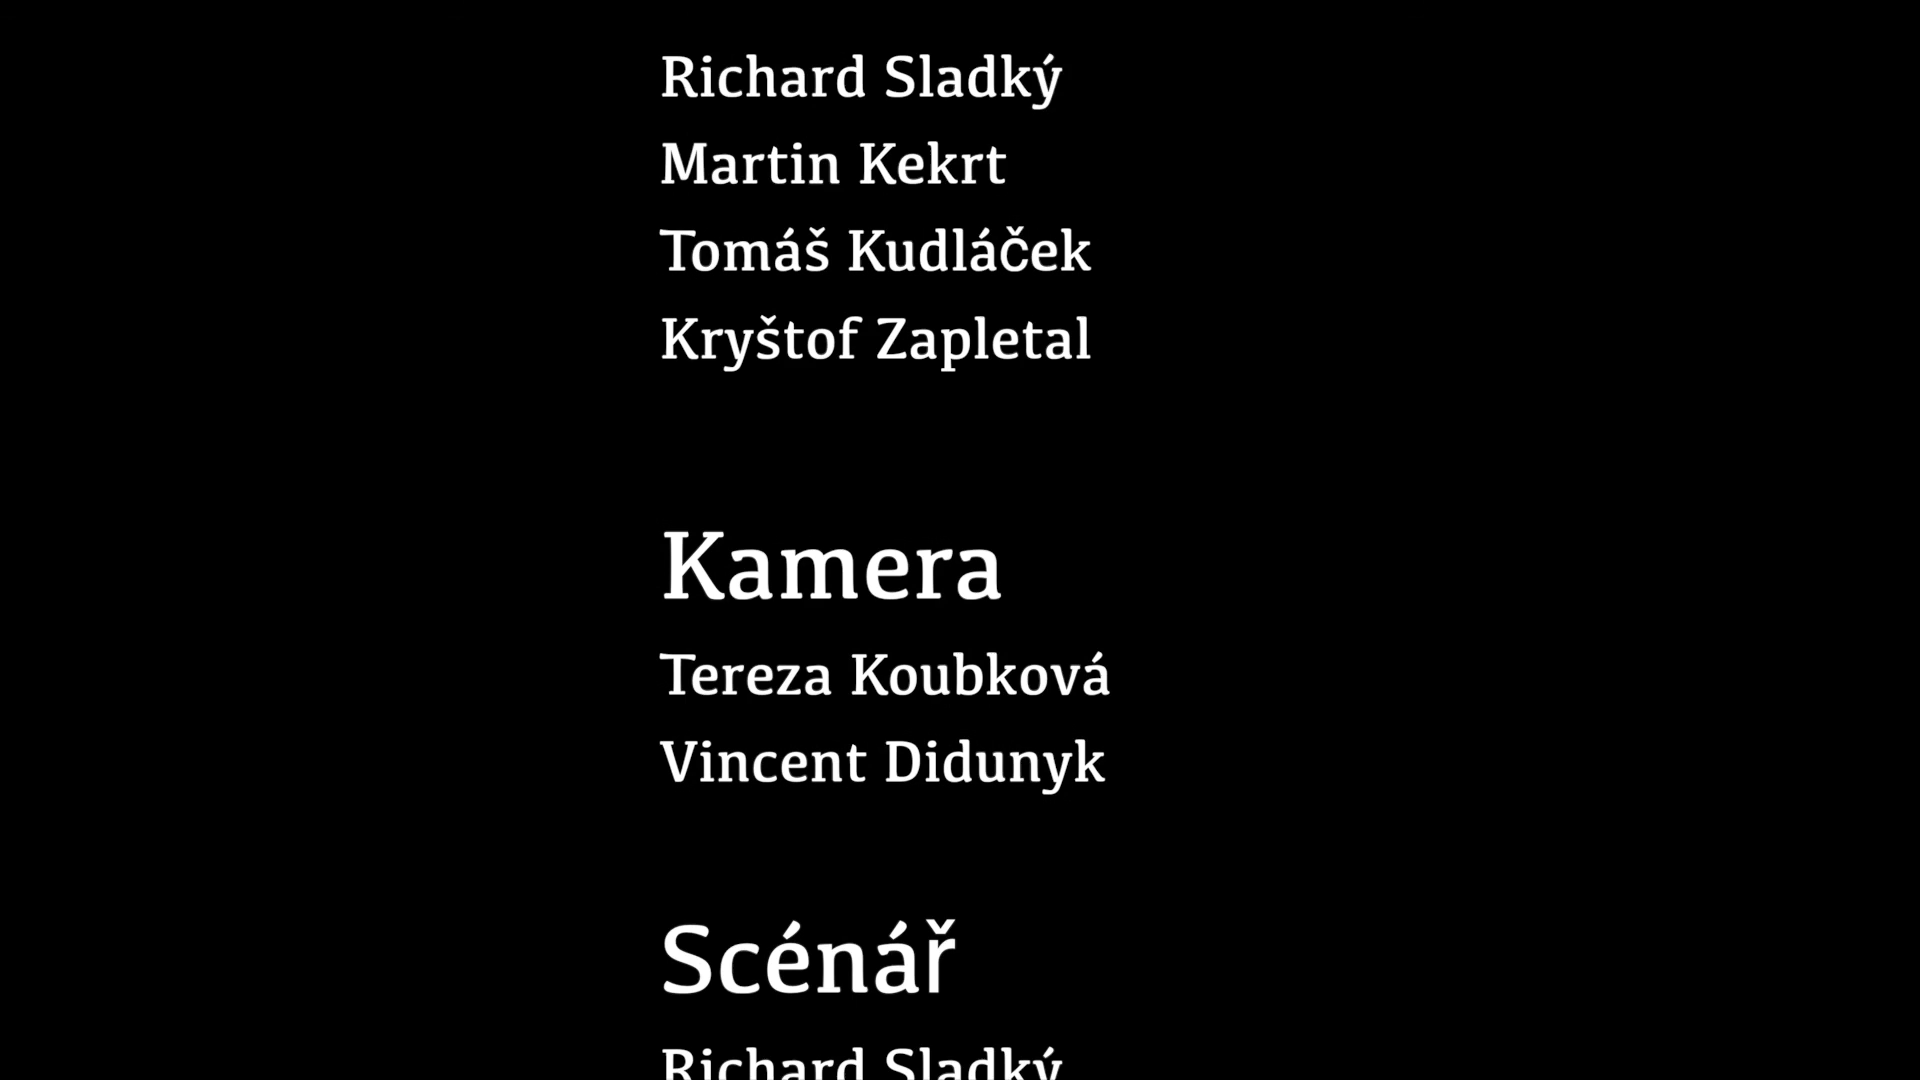 Richard Sladký
Martin Kekrt
Tomáš Kudláček
Kryštof Zapletal
Kamera
Tereza Koubková
Vincent Didunyk
Scénář
Richard Sladký